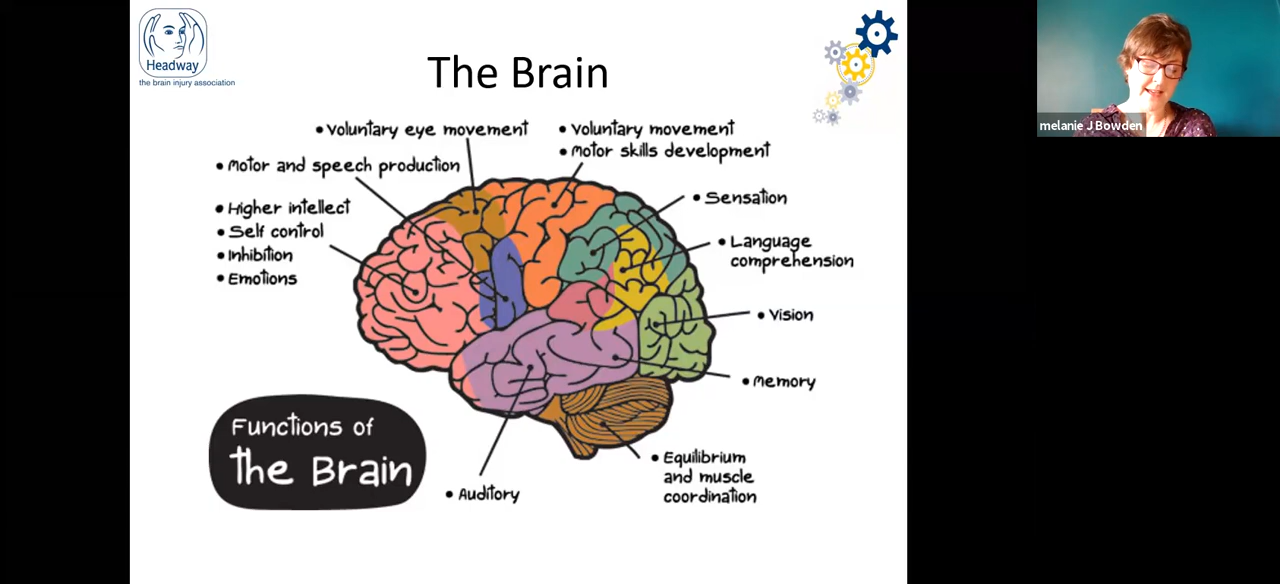 Headway
the brain injury association
The Brain
melanie J Bowden
• Voluntary eye movement
• Voluntary movement
• Motor skills development
• Motor and speech production
• Sensation
• Higher intellect
• Self control
• Inhibition
• Emotions
• Language
comprehension
• Vision
• Memory
Functions of
the Brain
• Equilibrium
and muscle
coordination
• Auditory